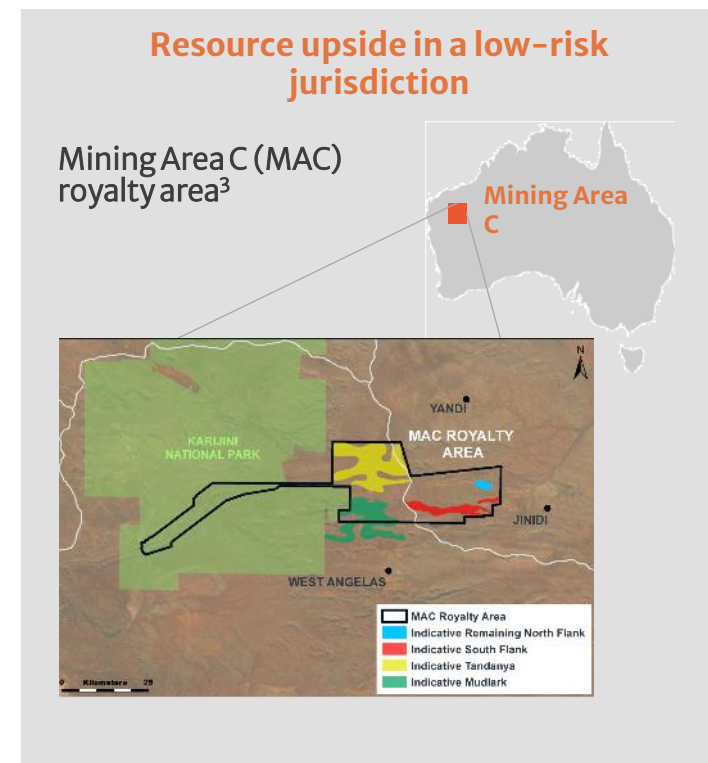 Resource upside in a low-risk
jurisdiction
Mining Area C (MAC)
royalty area³
Mining Area
C
N
YANDI
MAC ROYALTY
AREA
KARIJINI
NATIONAL PARK
JINIDI
WEST ANGELAS
MAC Royalty Area
Indicative Remaining North Flank
Indicative South Flank
Indicative Tandanya
Indicative Mudlark
0 Kilometers 25